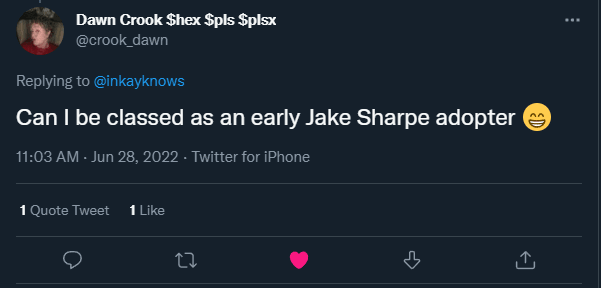 Dawn Crook $hex $pls $plsx
@crook_dawn
Replying to @inkayknows
Can I be classed as an early Jake Sharpe adopter 😁
11:03 AM · Jun 28, 2022 · Twitter for iPhone
1 Quote Tweet 1 Like